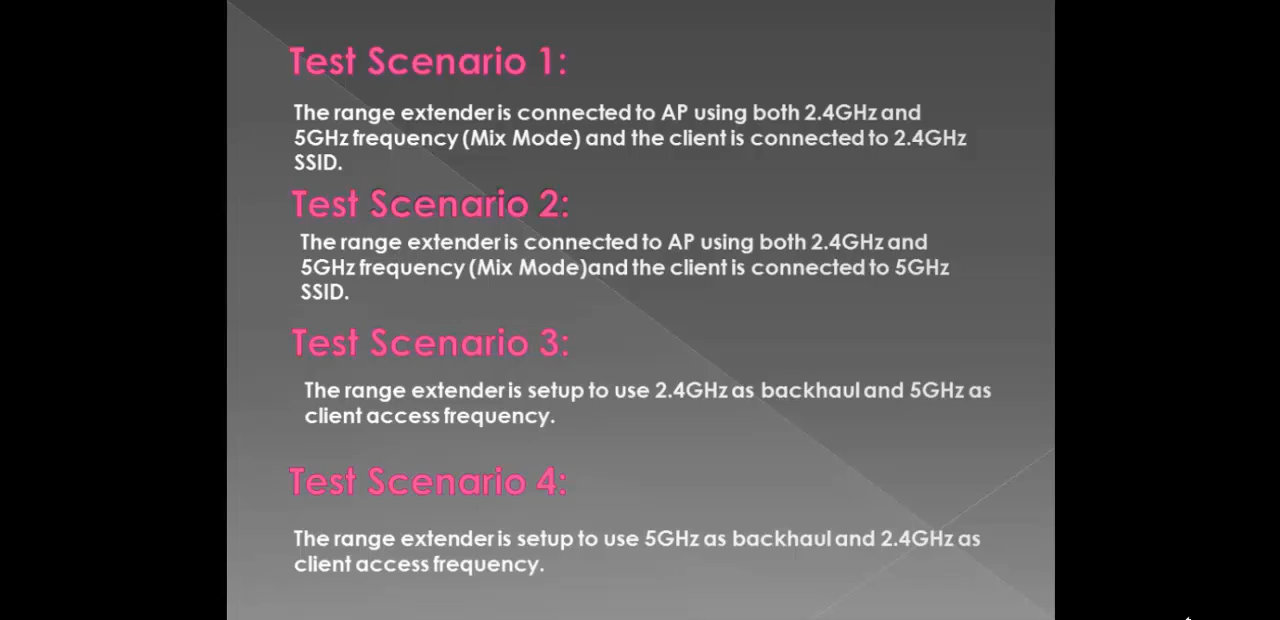 Test Scenario 1:
The range extender is connected to AP using both 2.4GHz and
5GHz frequency (Mix Mode) and the client is connected to 2.4GHz
SSID.
Test Scenario 2:
The range extender is connected to AP using both 2.4GHz and
5GHz frequency (Mix Mode)and the client is connected to 5GHz
SSID.
Test Scenario 3:
The range extender is setup to use 2.4GHz as backhaul and 5GHz as
client access frequency.
Test Scenario 4:
The range extender is setup to use 5GHz as backhaul and 2.4GHz as
client access frequency.